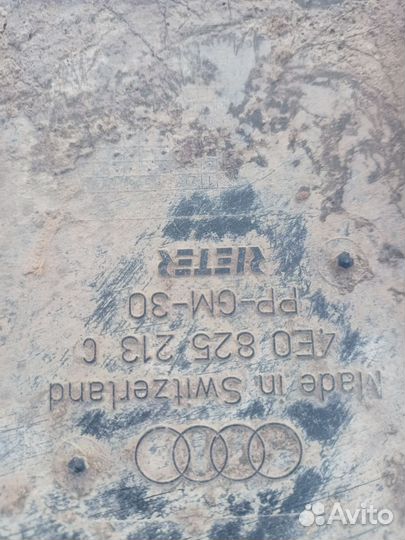 Made in Switzerland
4E0 825 213 C
PP-GM-30
RIETER
Avito